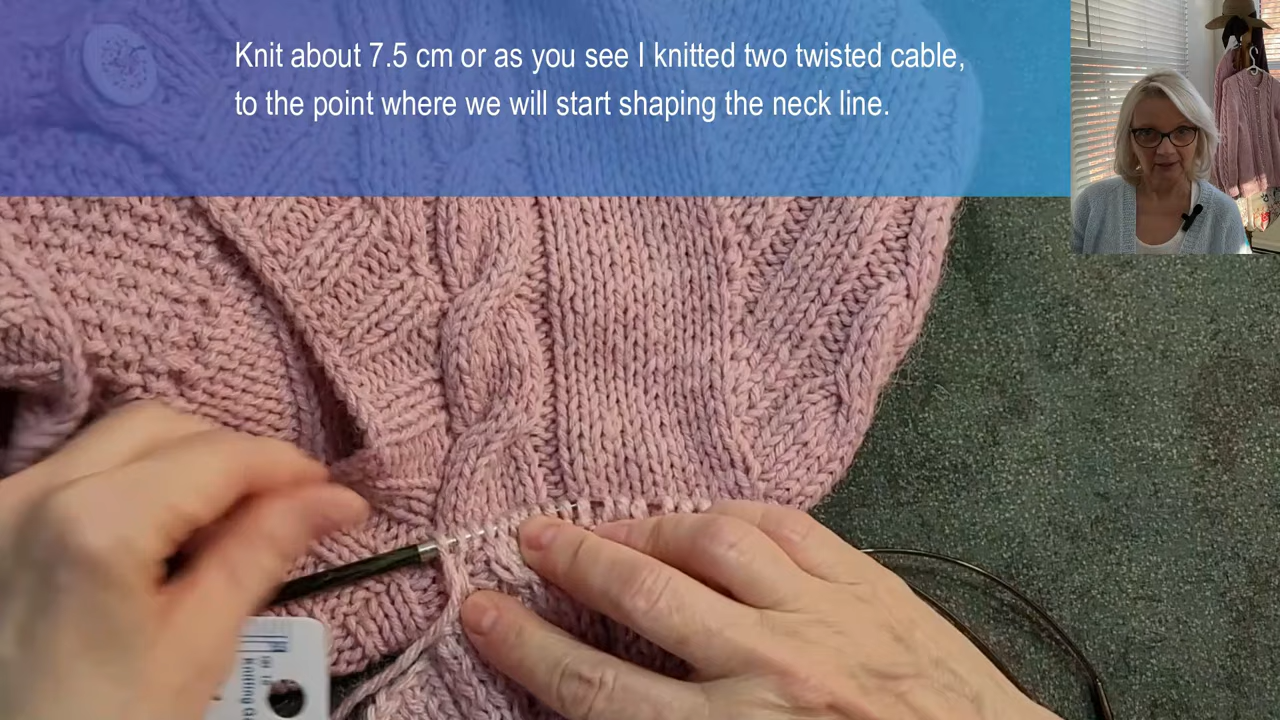 Knit about 7.5 cm or as you see I knitted two twisted cable,
to the point where we will start shaping the neck line.
Knitting